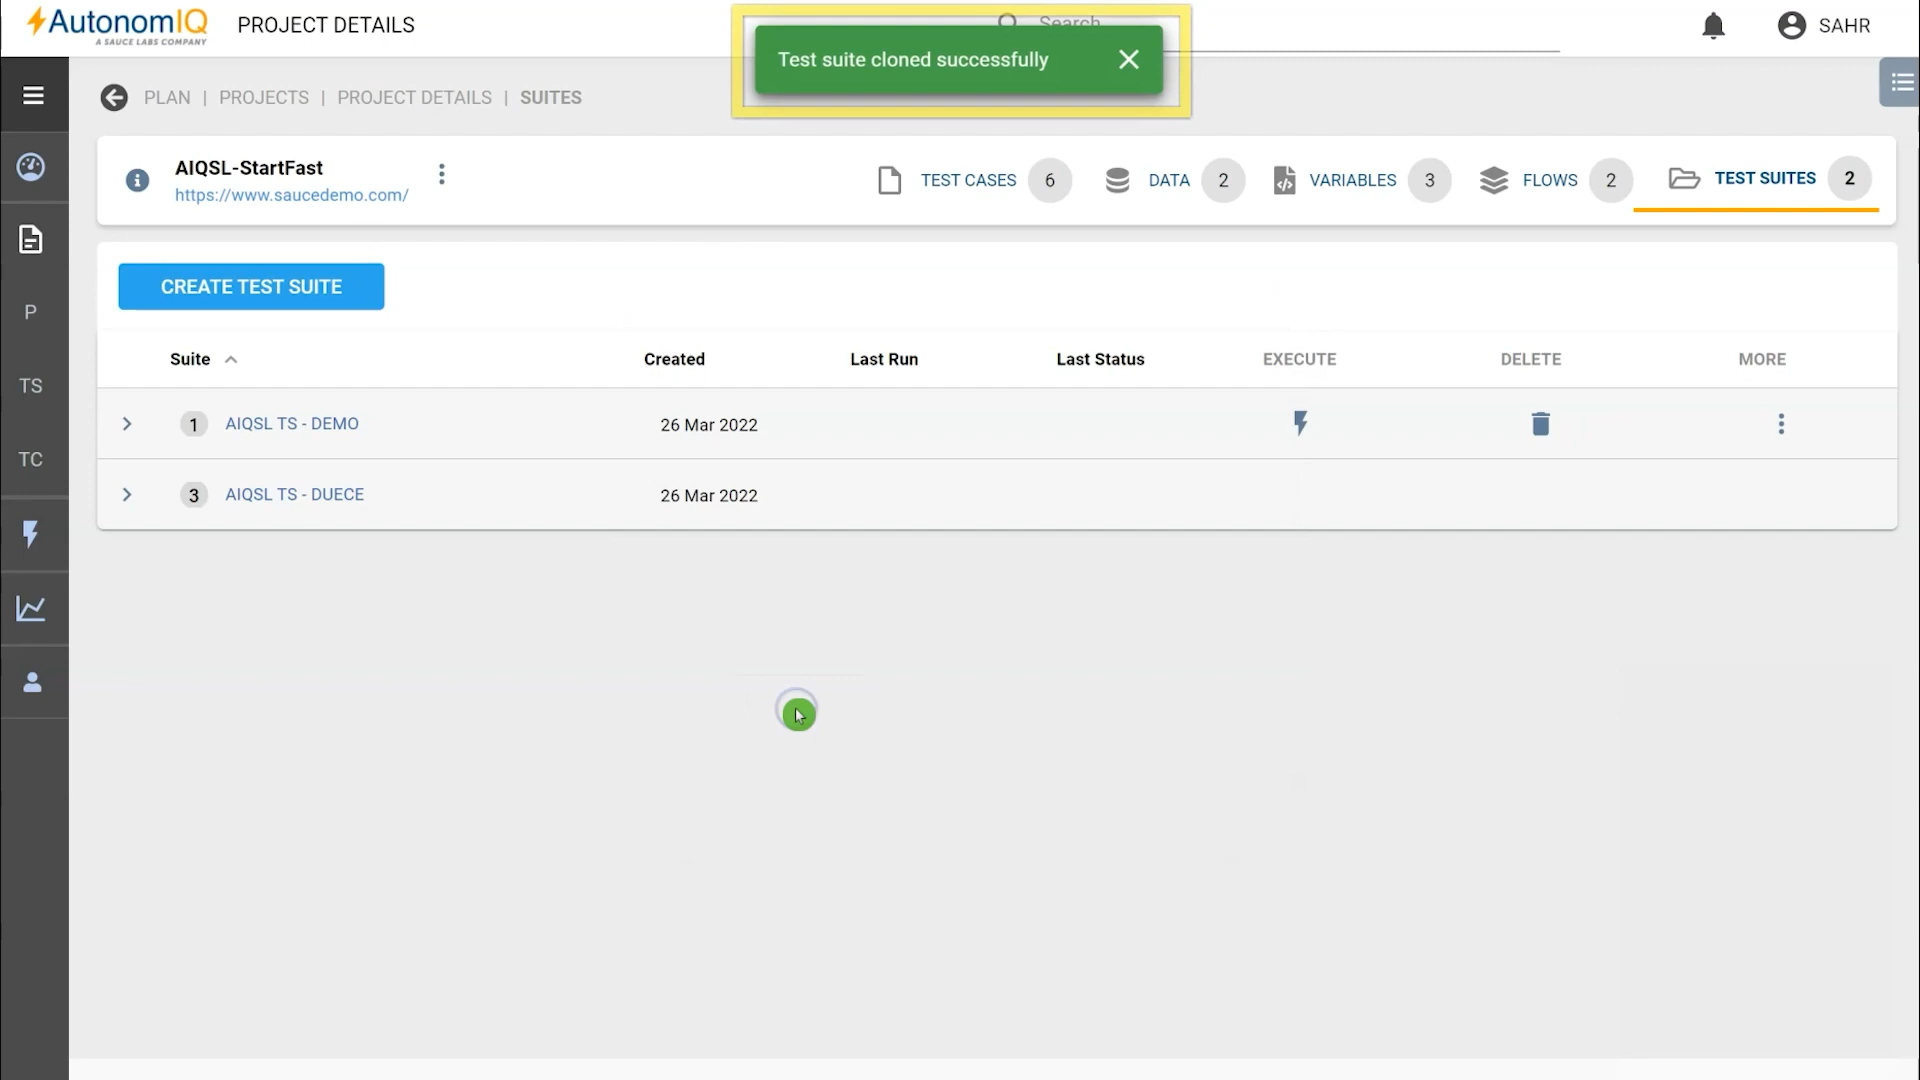 AutonomIQ
A SAUCE LABS COMPANY
PROJECT DETAILS
Search
SAHR
Test suite cloned successfully
PLAN | PROJECTS | PROJECT DETAILS | SUITES
AIQSL-StartFast
https://www.saucedemo.com/
TEST CASES 6
DATA 2
VARIABLES 3
FLOWS 2
TEST SUITES 2
CREATE TEST SUITE
Suite Created Last Run Last Status EXECUTE DELETE MORE
1 AIQSL TS - DEMO 26 Mar 2022
3 AIQSL TS - DUECE 26 Mar 2022
P
TS
TC